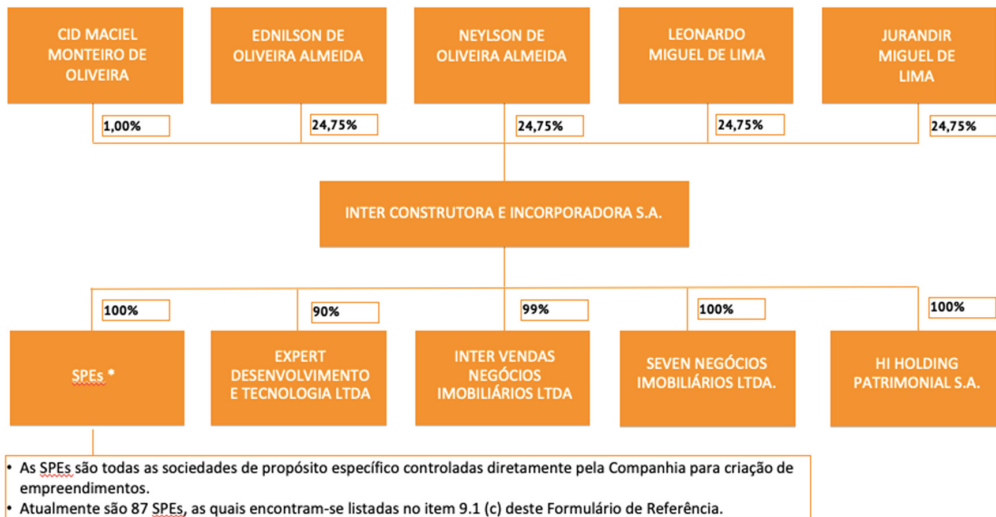 CID MACIEL
MONTEIRO DE
OLIVEIRA
EDNILSON DE
OLIVEIRA ALMEIDA
NEYLSON DE
OLIVEIRA ALMEIDA
LEONARDO
MIGUEL DE LIMA
JURANDIR
MIGUEL DE
LIMA
1,00%
24,75%
24,75%
24,75%
24,75%
INTER CONSTRUTORA E INCORPORADORA S.A.
100%
90%
99%
100%
100%
SPEs *
EXPERT
DESENVOLVIMENTO
E TECNOLOGIA LTDA
INTER VENDAS
NEGÓCIOS
IMOBILIÁRIOS LTDA
SEVEN NEGÓCIOS
IMOBILIÁRIOS LTDA.
HI HOLDING
PATRIMONIAL S.A.
• As SPEs são todas as sociedades de propósito específico controladas diretamente pela Companhia para criação de
empreendimentos.
• Atualmente são 87 SPEs, as quais encontram-se listadas no item 9.1 (c) deste Formulário de Referência.